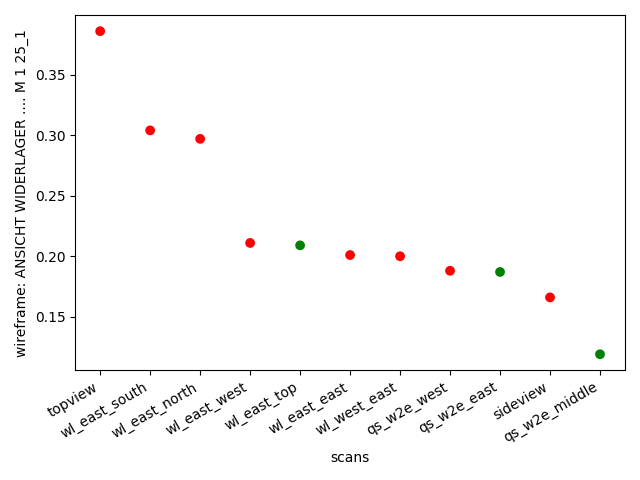 wireframe: ANSICHT WIDERLAGER .... M 1 25_1
0.35
0.30
0.25
0.20
0.15
topview
wl_east_south
wl_east_north
wl_east_west
wl_east_top
wl_east_east
wl_west_east
qs_w2e_west
qs_w2e_east
sideview
qs_w2e_middle
scans